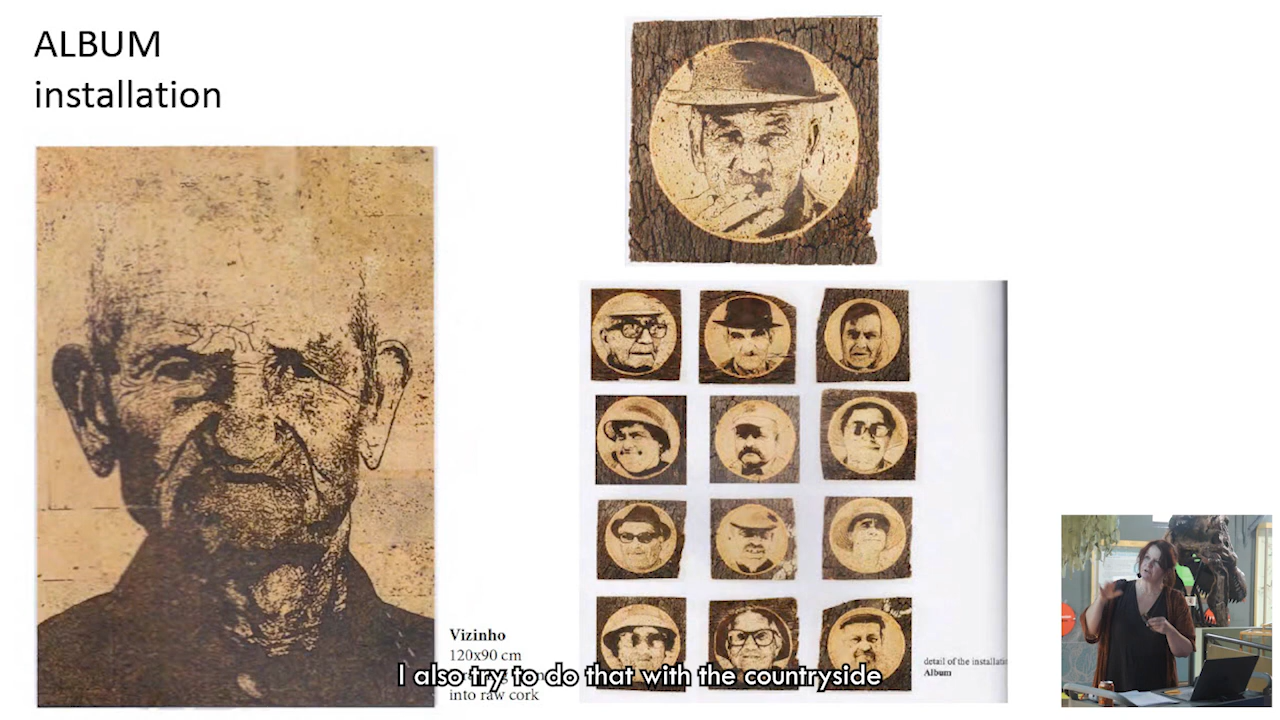 ALBUM
installation
Vizinho
120x90 cm
into raw cork
detail of the
Album
I also try to do that with the countryside